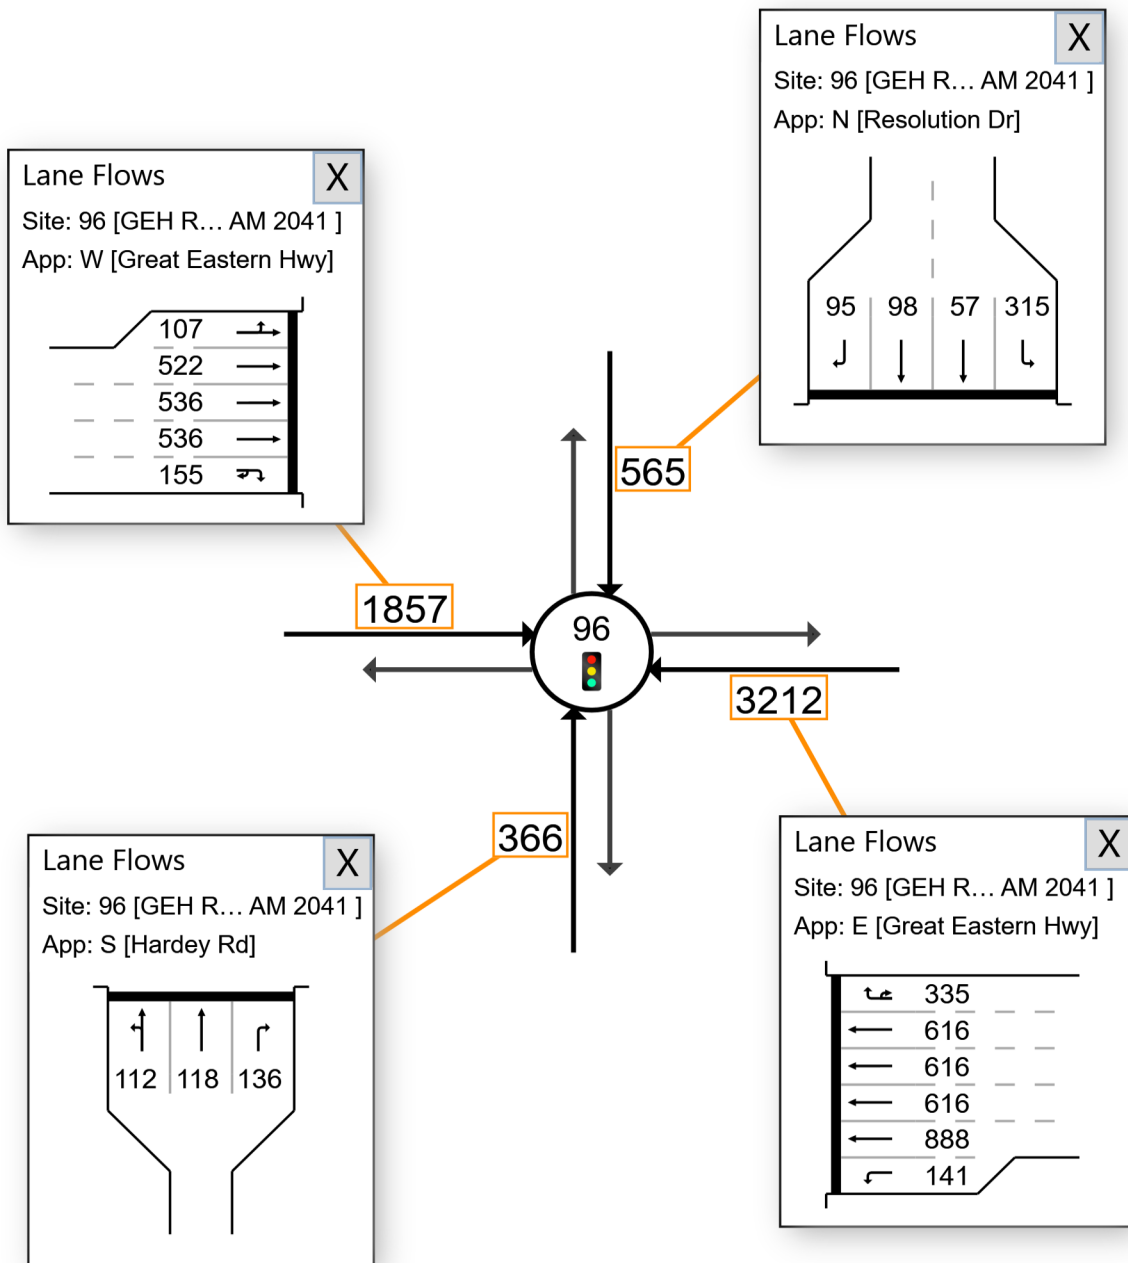 Lane Flows
X
Site: 96 [GEH R... AM 2041 ]
App: N [Resolution Dr]
95 98 57 315
Lane Flows
X
Site: 96 [GEH R... AM 2041 ]
App: W [Great Eastern Hwy]
107
522
536
536
155
565
1857
96
3212
366
Lane Flows
X
Site: 96 [GEH R... AM 2041 ]
App: S [Hardey Rd]
112 118 136
Lane Flows
X
Site: 96 [GEH R... AM 2041 ]
App: E [Great Eastern Hwy]
335
616
616
616
888
141